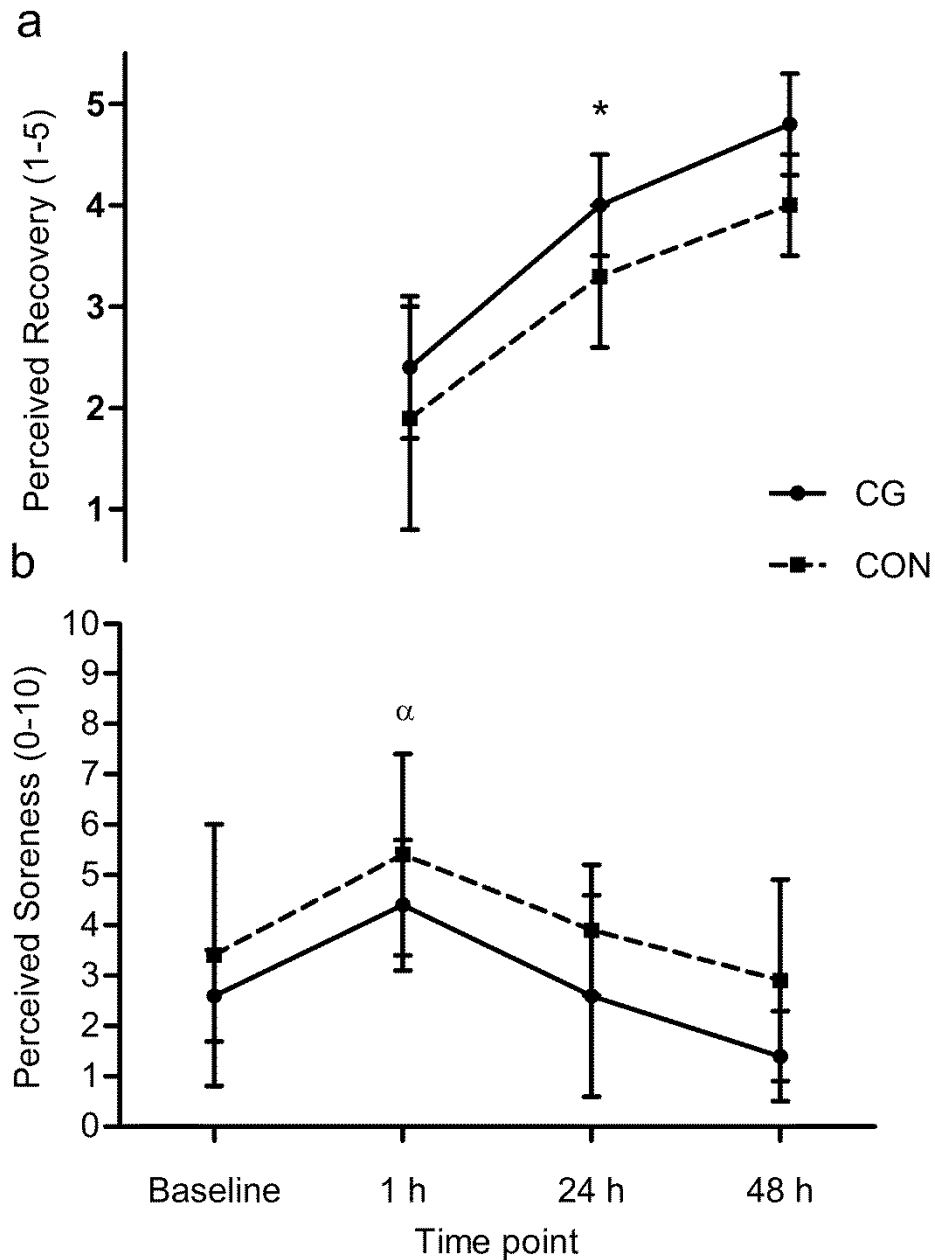 a
Perceived Recovery (1-5)
5
4
3
2
1
*
CG
CON
b
Perceived Soreness (0-10)
10
9
8
7
6
5
4
3
2
1
0
α
Baseline
1 h
24 h
48 h
Time point